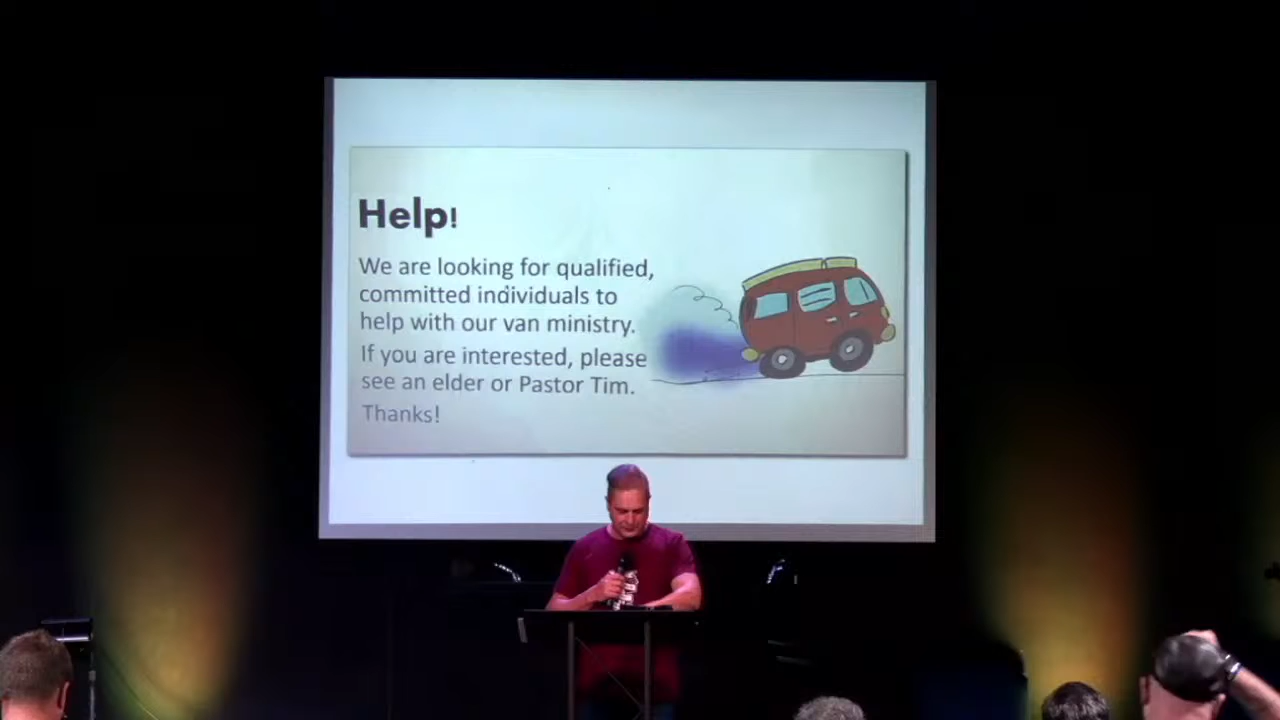 Help!
We are looking for qualified,
committed individuals to
help with our van ministry.
If you are interested, please
see an elder or Pastor Tim.
Thanks!